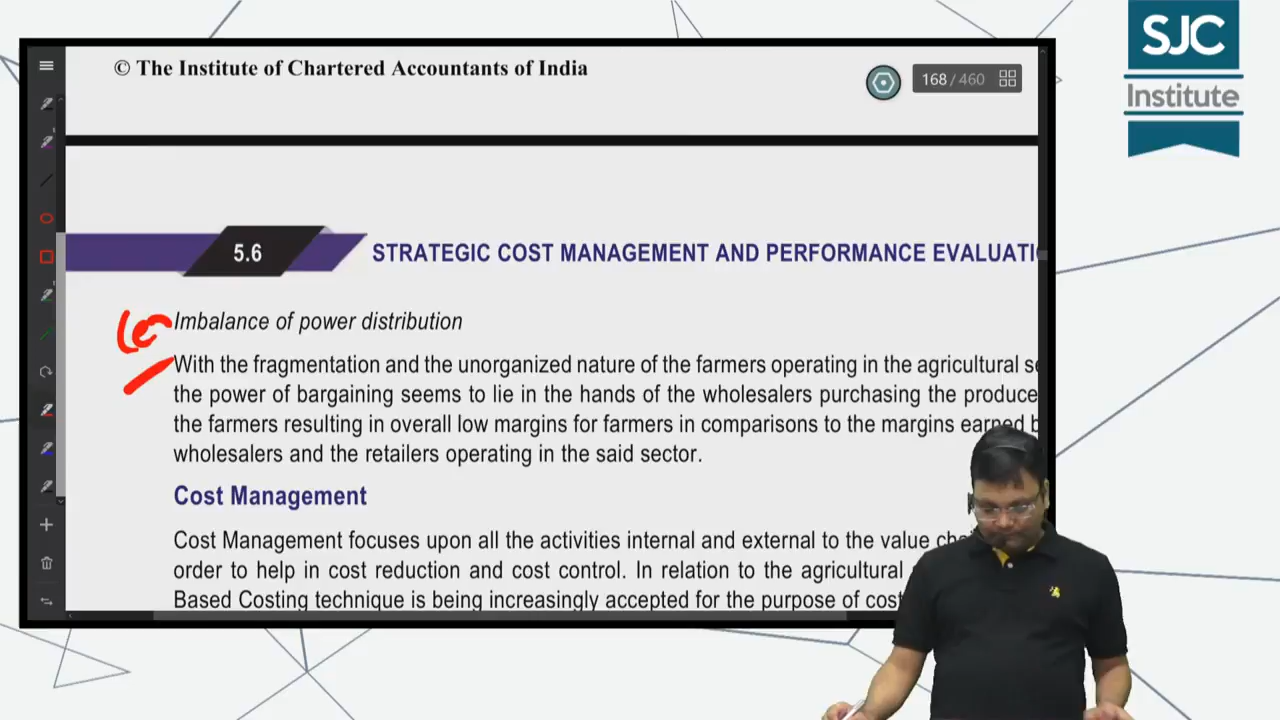 © The Institute of Chartered Accountants of India
168 / 460
SJC
Institute
5.6
STRATEGIC COST MANAGEMENT AND PERFORMANCE EVALUATI
Imbalance of power distribution
With the fragmentation and the unorganized nature of the farmers operating in the agricultural se
the power of bargaining seems to lie in the hands of the wholesalers purchasing the produce
the farmers resulting in overall low margins for farmers in comparisons to the margins earned b
wholesalers and the retailers operating in the said sector.
Cost Management
Cost Management focuses upon all the activities internal and external to the value cha
order to help in cost reduction and cost control. In relation to the agricultural
Based Costing technique is being increasingly accepted for the purpose of cost